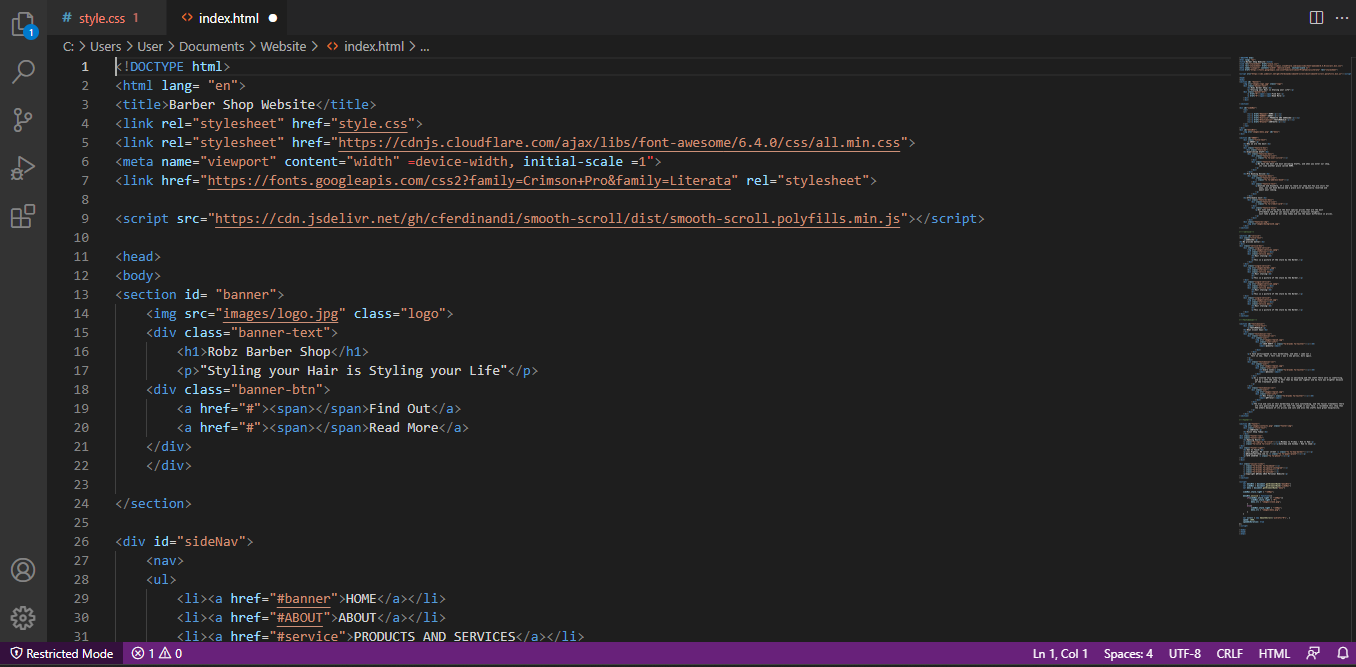 1
# style.css 1
<> index.html ●
C: > Users > User > Documents > Website > <> index.html > ...
1 <!DOCTYPE html>
2 <html lang= "en">
3 <title>Barber Shop Website</title>
4 <link rel="stylesheet" href="style.css">
5 <link rel="stylesheet" href="https://cdnjs.cloudflare.com/ajax/libs/font-awesome/6.4.0/css/all.min.css">
6 <meta name="viewport" content="width" =device-width, initial-scale =1">
7 <link href="https://fonts.googleapis.com/css2?family=Crimson+Pro&family=Literata" rel="stylesheet">
8
9 <script src="https://cdn.jsdelivr.net/gh/cferdinandi/smooth-scroll/dist/smooth-scroll.polyfills.min.js"></script>
10
11 <head>
12 <body>
13 <section id= "banner">
14     <img src="images/logo.jpg" class="logo">
15     <div class="banner-text">
16         <h1>Robz Barber Shop</h1>
17         <p>"Styling your Hair is Styling your Life"</p>
18     <div class="banner-btn">
19         <a href="#"><span></span>Find Out</a>
20         <a href="#"><span></span>Read More</a>
21     </div>
22     </div>
23
24 </section>
25
26 <div id="sideNav">
27     <nav>
28     <ul>
29         <li><a href="#banner">HOME</a></li>
30         <li><a href="#ABOUT">ABOUT</a></li>
31         <li><a href="#service">PRODUCTS AND SERVICES</a></li>
Restricted Mode
1 0
Ln 1, Col 1
Spaces: 4
UTF-8
CRLF
HTML